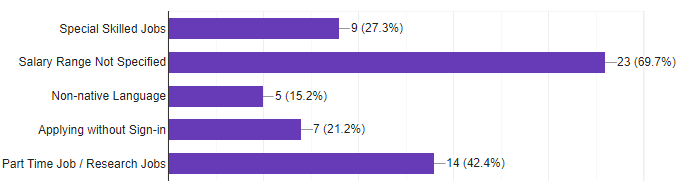 Special Skilled Jobs 9 (27.3%)
Salary Range Not Specified 23 (69.7%)
Non-native Language 5 (15.2%)
Applying without Sign-in 7 (21.2%)
Part Time Job / Research Jobs 14 (42.4%)